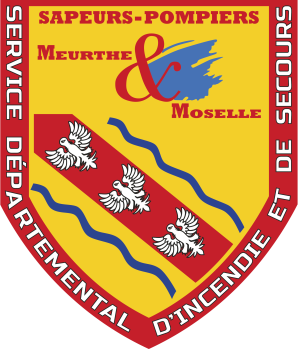 SAPEURS-POMPIERS
MEURTHE
&
MOSELLE
SERVICE DÉPARTEMENTAL D'INCENDIE ET DE SECOURS